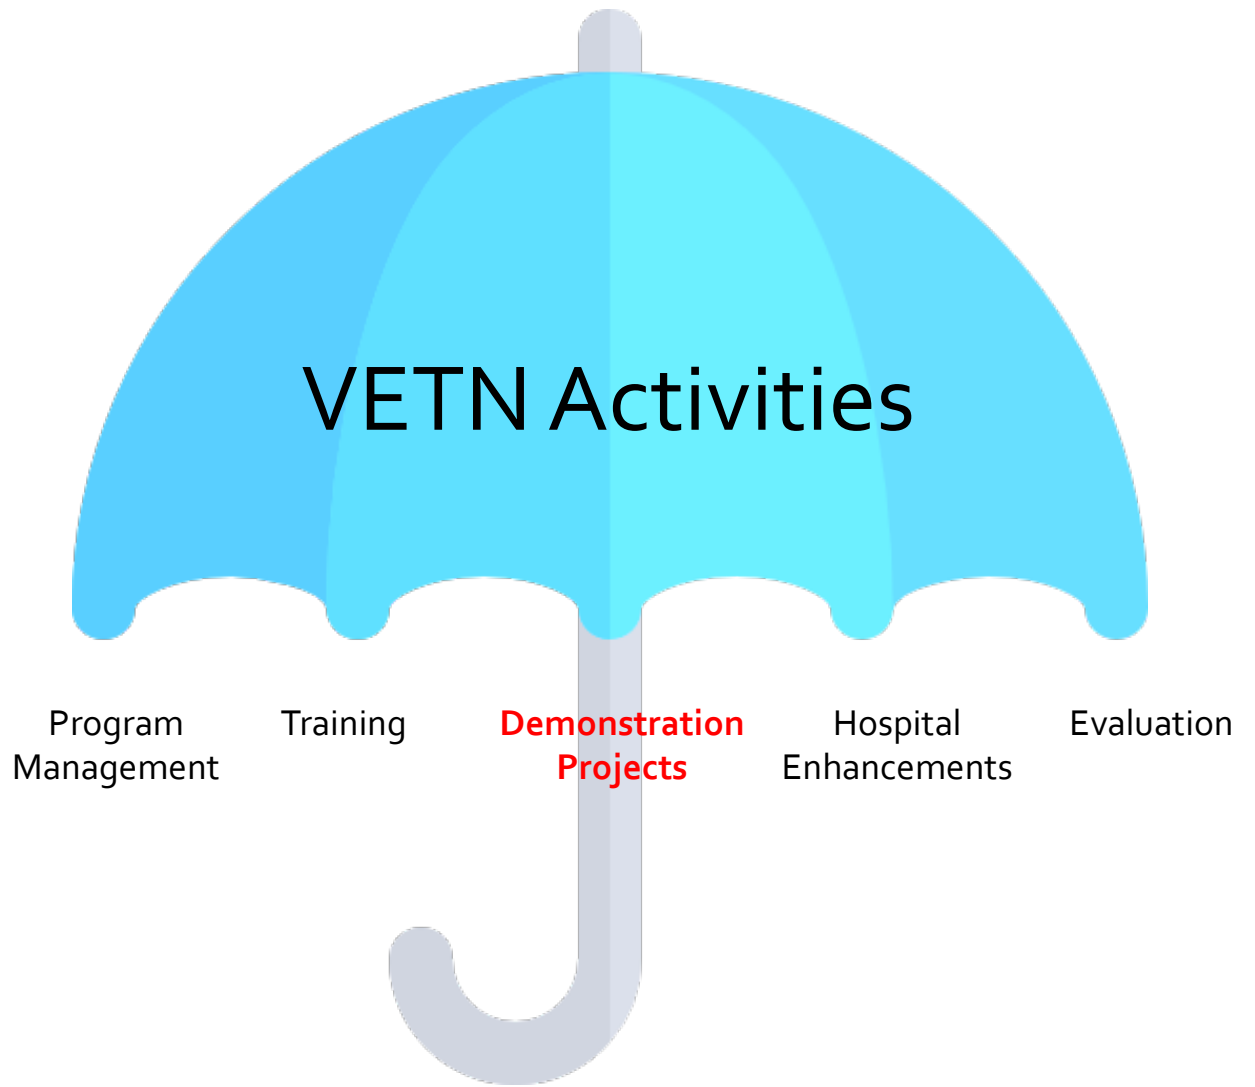 VETN Activities
Program
Management
Training
Demonstration
Projects
Hospital
Enhancements
Evaluation